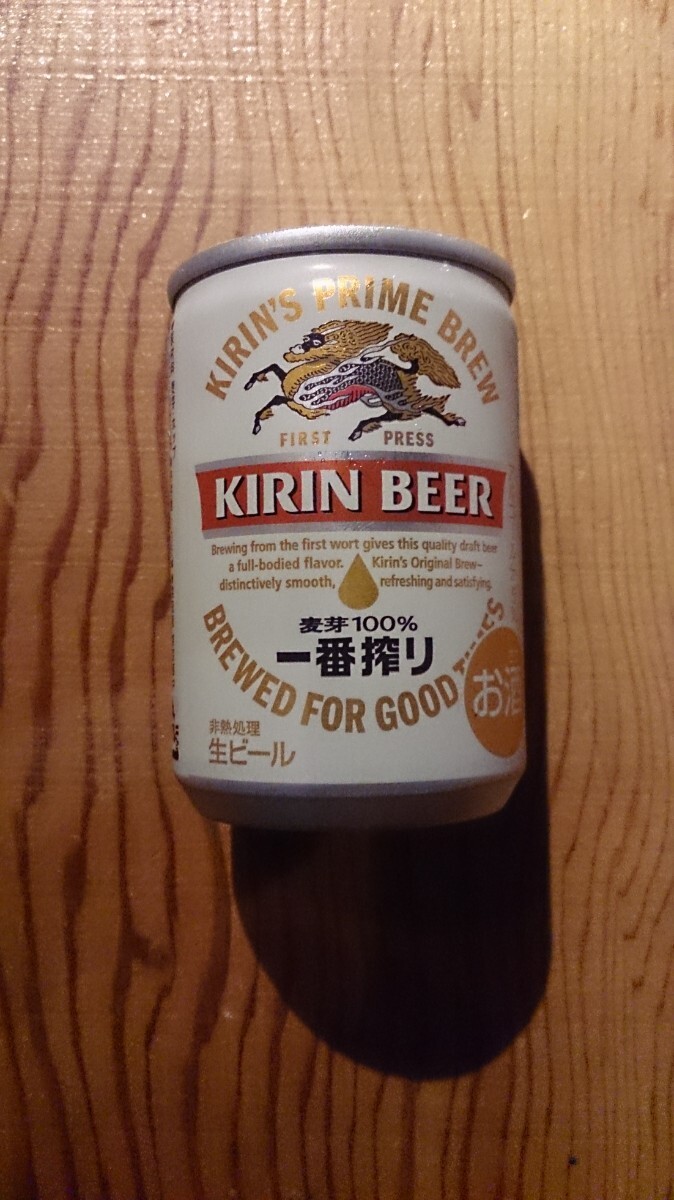 KIRIN'S PRIME BREW
FIRST PRESS
KIRIN BEER
Brewing from the first wort gives this quality draft beer
a full-bodied flavor. Kirin's Original Brew–
distinctively smooth, refreshing and satisfying.
麦芽100%
一番搾り
BREWED FOR GOOD
お酒
非熱処理
生ビール